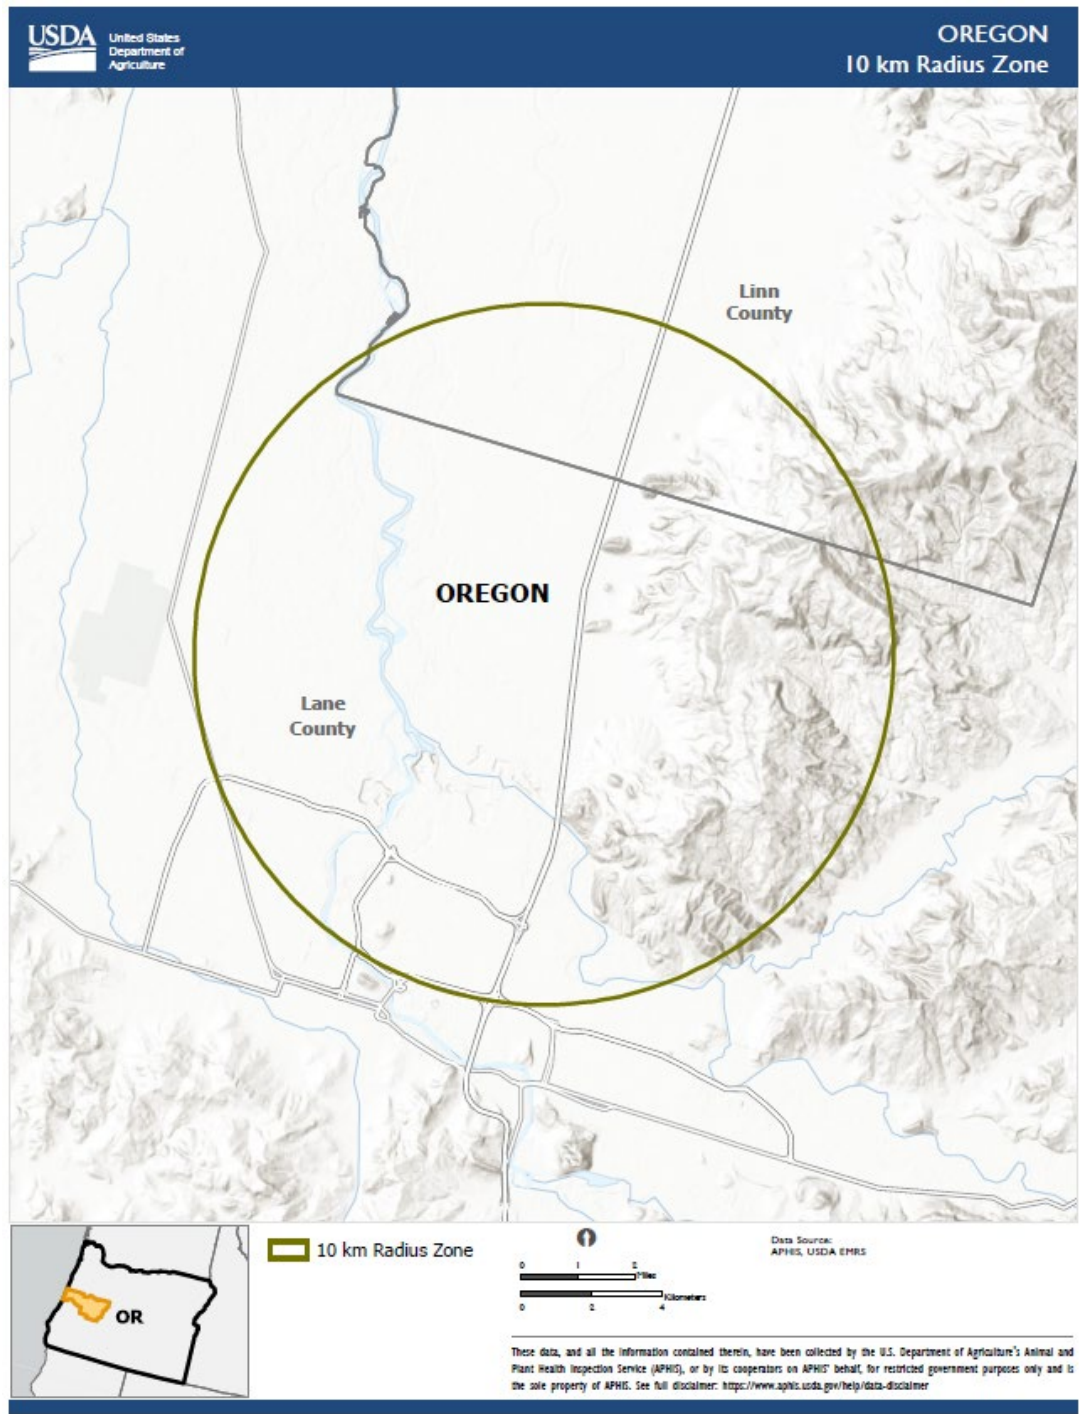 USDA
United States
Department of
Agriculture
OREGON
10 km Radius Zone
Linn
County
OREGON
Lane
County
OR
10 km Radius Zone
0 1 2
Miles
0 2 4
Kilometers
Data Source:
APHIS, USDA EMRS
These data, and all the information contained therein, have been collected by the U.S. Department of Agriculture's Animal and
Plant Health Inspection Service (APHIS), or by its cooperators on APHIS' behalf, for restricted government purposes only and is
the sole property of APHIS. See full disclaimer: https://www.aphis.usda.gov/help/data-disclaimer